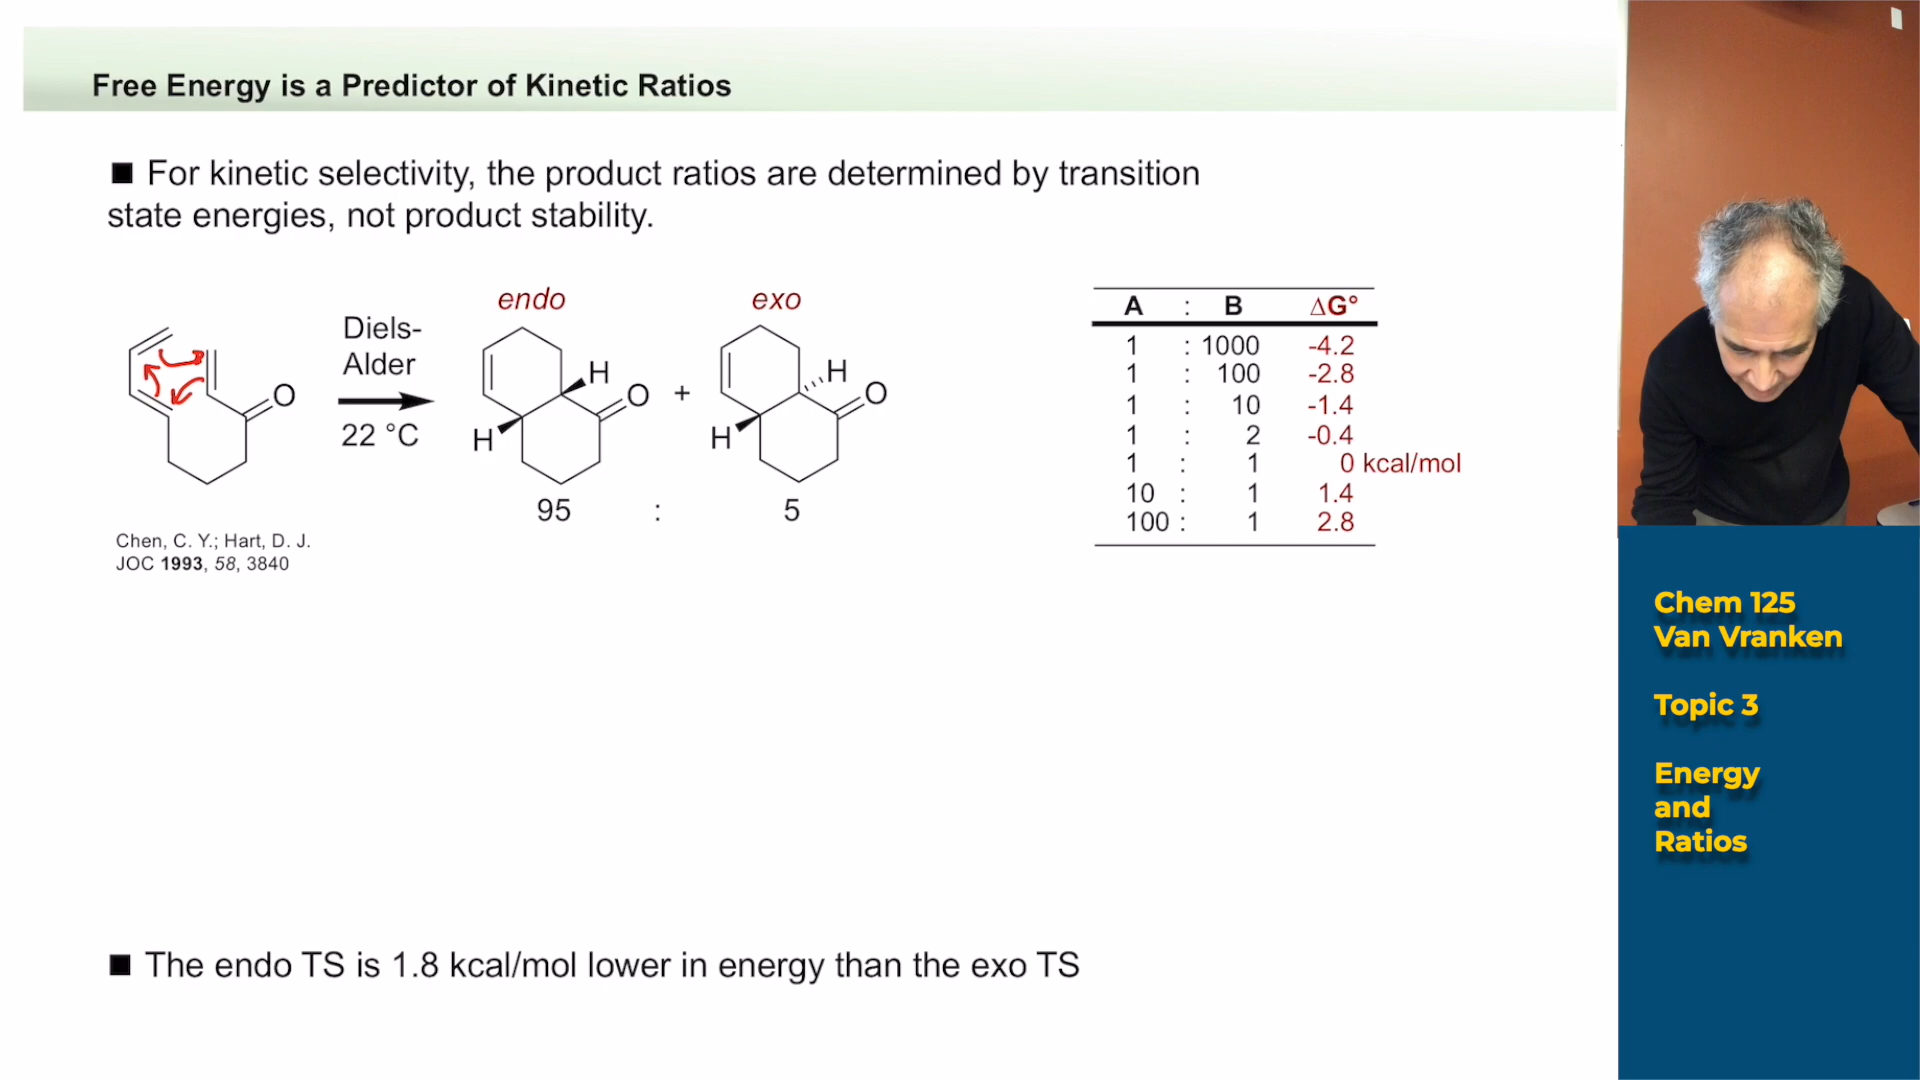 Free Energy is a Predictor of Kinetic Ratios
■ For kinetic selectivity, the product ratios are determined by transition
state energies, not product stability.
O
Diels-
Alder
22 °C
endo
H
O
H
+
exo
H
O
H
95 : 5
Chen, C. Y.; Hart, D. J.
JOC 1993, 58, 3840
A : B ΔG°
1 : 1000 -4.2
1 : 100 -2.8
1 : 10 -1.4
1 : 2 -0.4
1 : 1 0 kcal/mol
10 : 1 1.4
100 : 1 2.8
■ The endo TS is 1.8 kcal/mol lower in energy than the exo TS
Chem 125
Van Vranken
Topic 3
Energy
and
Ratios